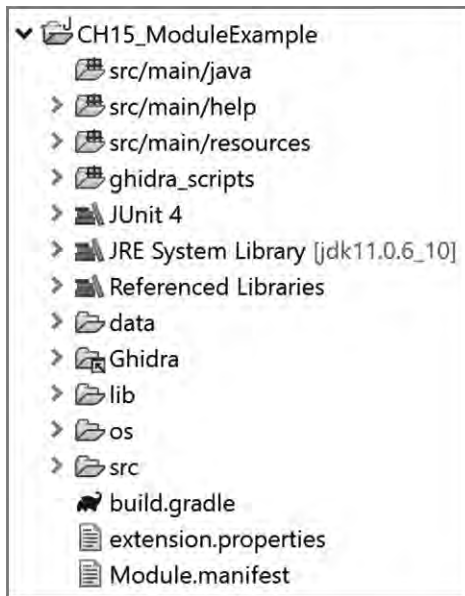 CH15_ModuleExample
src/main/java
src/main/help
src/main/resources
ghidra_scripts
JUnit 4
JRE System Library [jdk11.0.6_10]
Referenced Libraries
data
Ghidra
lib
os
src
build.gradle
extension.properties
Module.manifest